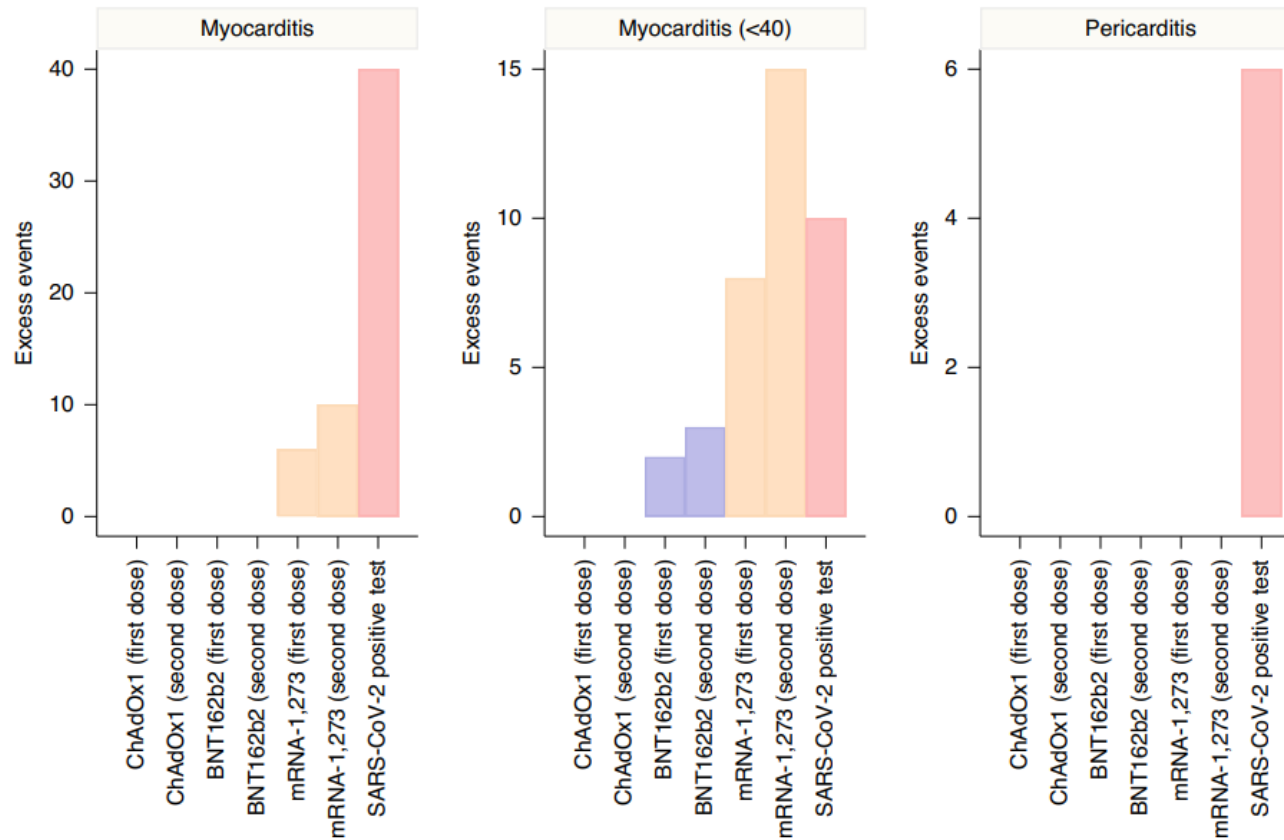 Myocarditis
Excess events
40
30
20
10
0
ChAdOx1 (first dose)
ChAdOx1 (second dose)
BNT162b2 (first dose)
BNT162b2 (second dose)
mRNA-1,273 (first dose)
mRNA-1,273 (second dose)
SARS-CoV-2 positive test
Myocarditis (<40)
Excess events
15
10
5
0
ChAdOx1 (first dose)
ChAdOx1 (second dose)
BNT162b2 (first dose)
BNT162b2 (second dose)
mRNA-1,273 (first dose)
mRNA-1,273 (second dose)
SARS-CoV-2 positive test
Pericarditis
Excess events
6
4
2
0
ChAdOx1 (first dose)
ChAdOx1 (second dose)
BNT162b2 (first dose)
BNT162b2 (second dose)
mRNA-1,273 (first dose)
mRNA-1,273 (second dose)
SARS-CoV-2 positive test